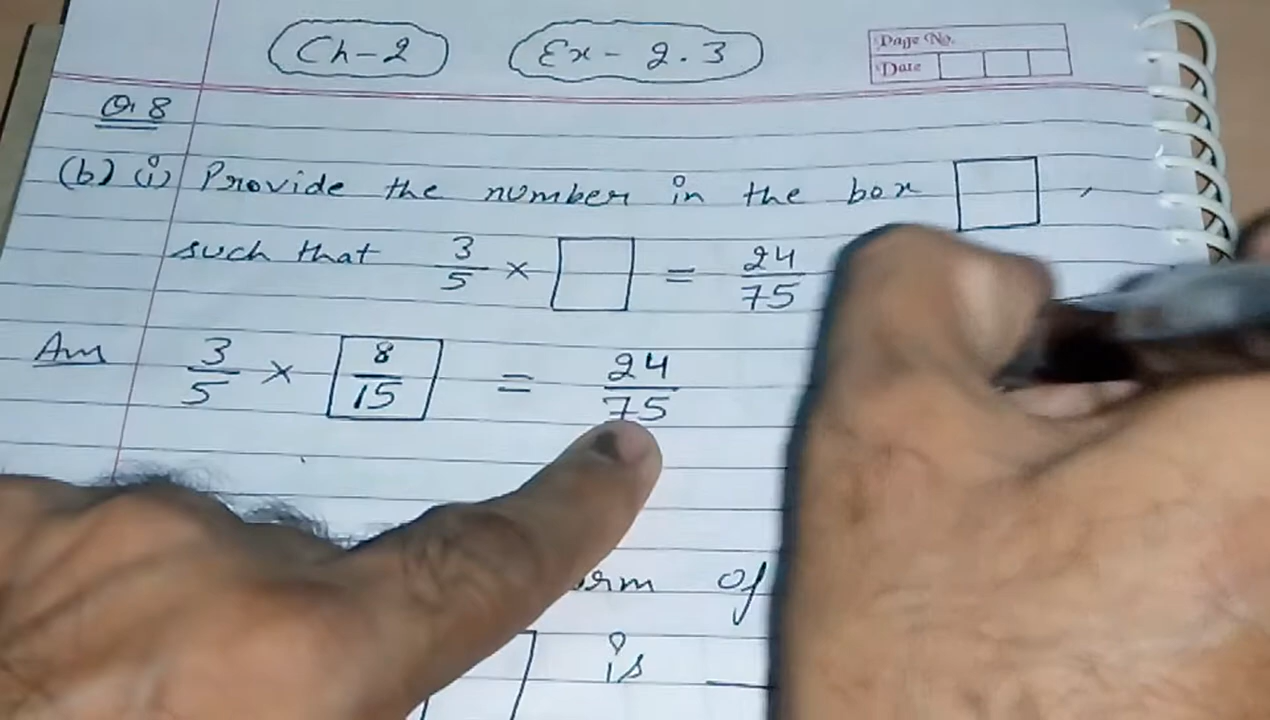 Ch-2 Ex-2.3
Page No.
Date
Q.8
(b) (i) Provide the number in the box □,
such that 3/5 × □ = 24/75
Ans 3/5 × 8/15 = 24/75
of
is